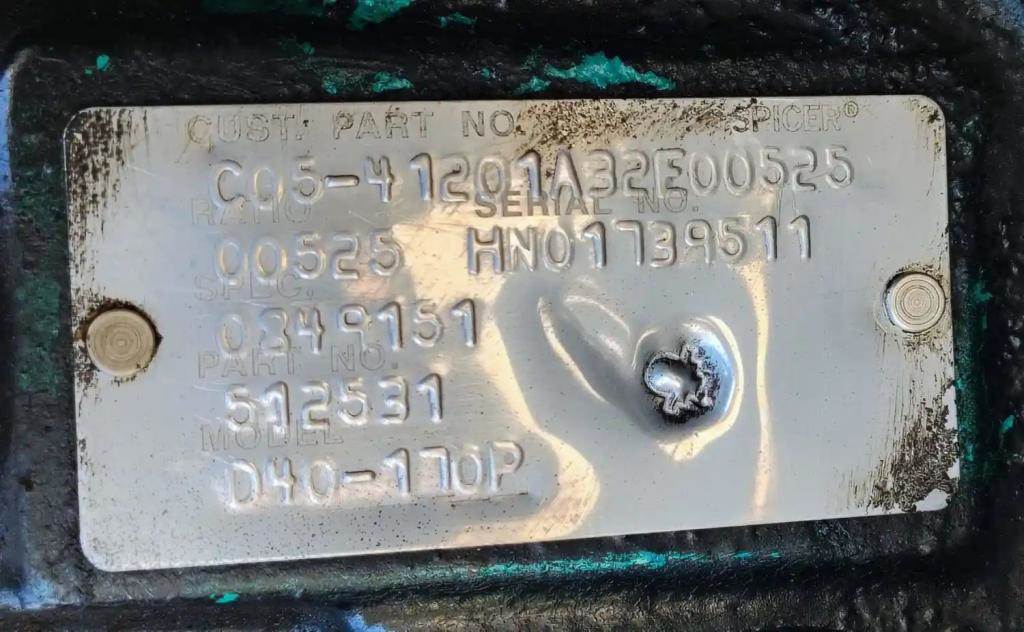 CUST. PART NO. SPICER®
C05-41201A32E00525
RATIO SERIAL NO.
00525 HN01739511
SPEC.
0249151
PART NO.
512531
MODEL
D40-170P